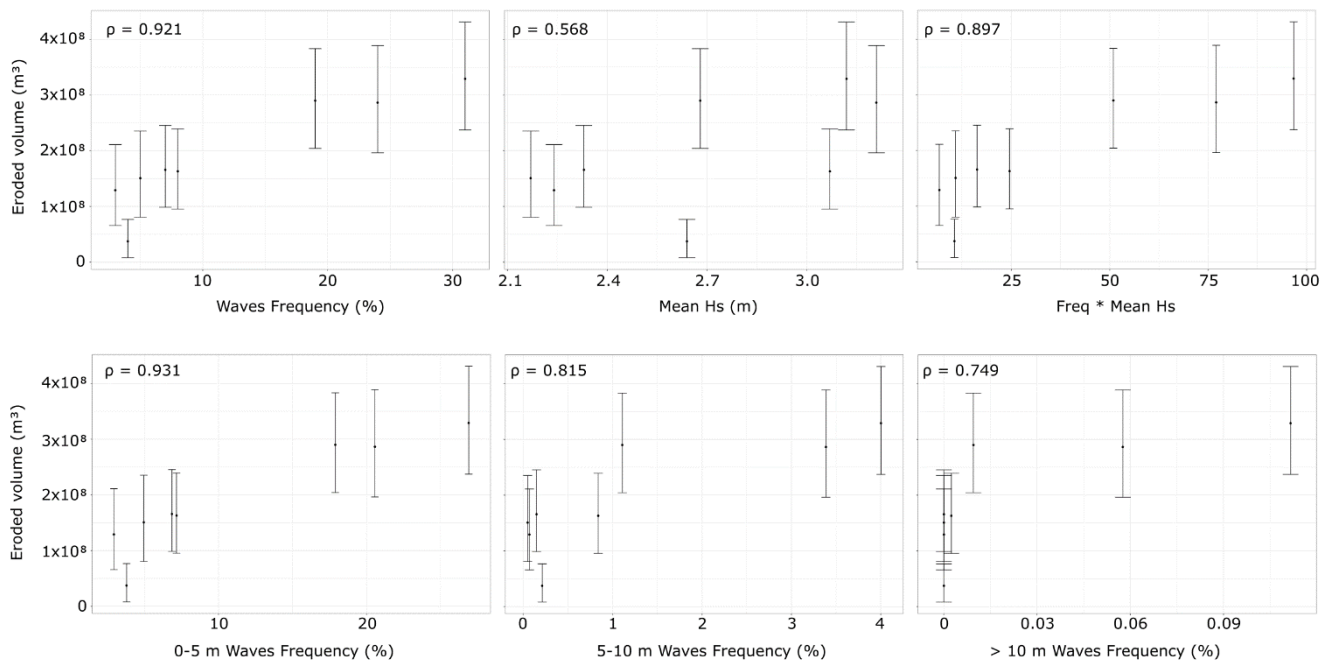 ρ = 0.921
ρ = 0.568
ρ = 0.897
Eroded volume (m³)
4x10⁸
3x10⁸
2x10⁸
1x10⁸
0
10 20 30
2.1 2.4 2.7 3.0
25 50 75 100
Waves Frequency (%)
Mean Hs (m)
Freq * Mean Hs
ρ = 0.931
ρ = 0.815
ρ = 0.749
Eroded volume (m³)
4x10⁸
3x10⁸
2x10⁸
1x10⁸
0
10 20
0 1 2 3 4
0 0.03 0.06 0.09
0-5 m Waves Frequency (%)
5-10 m Waves Frequency (%)
> 10 m Waves Frequency (%)